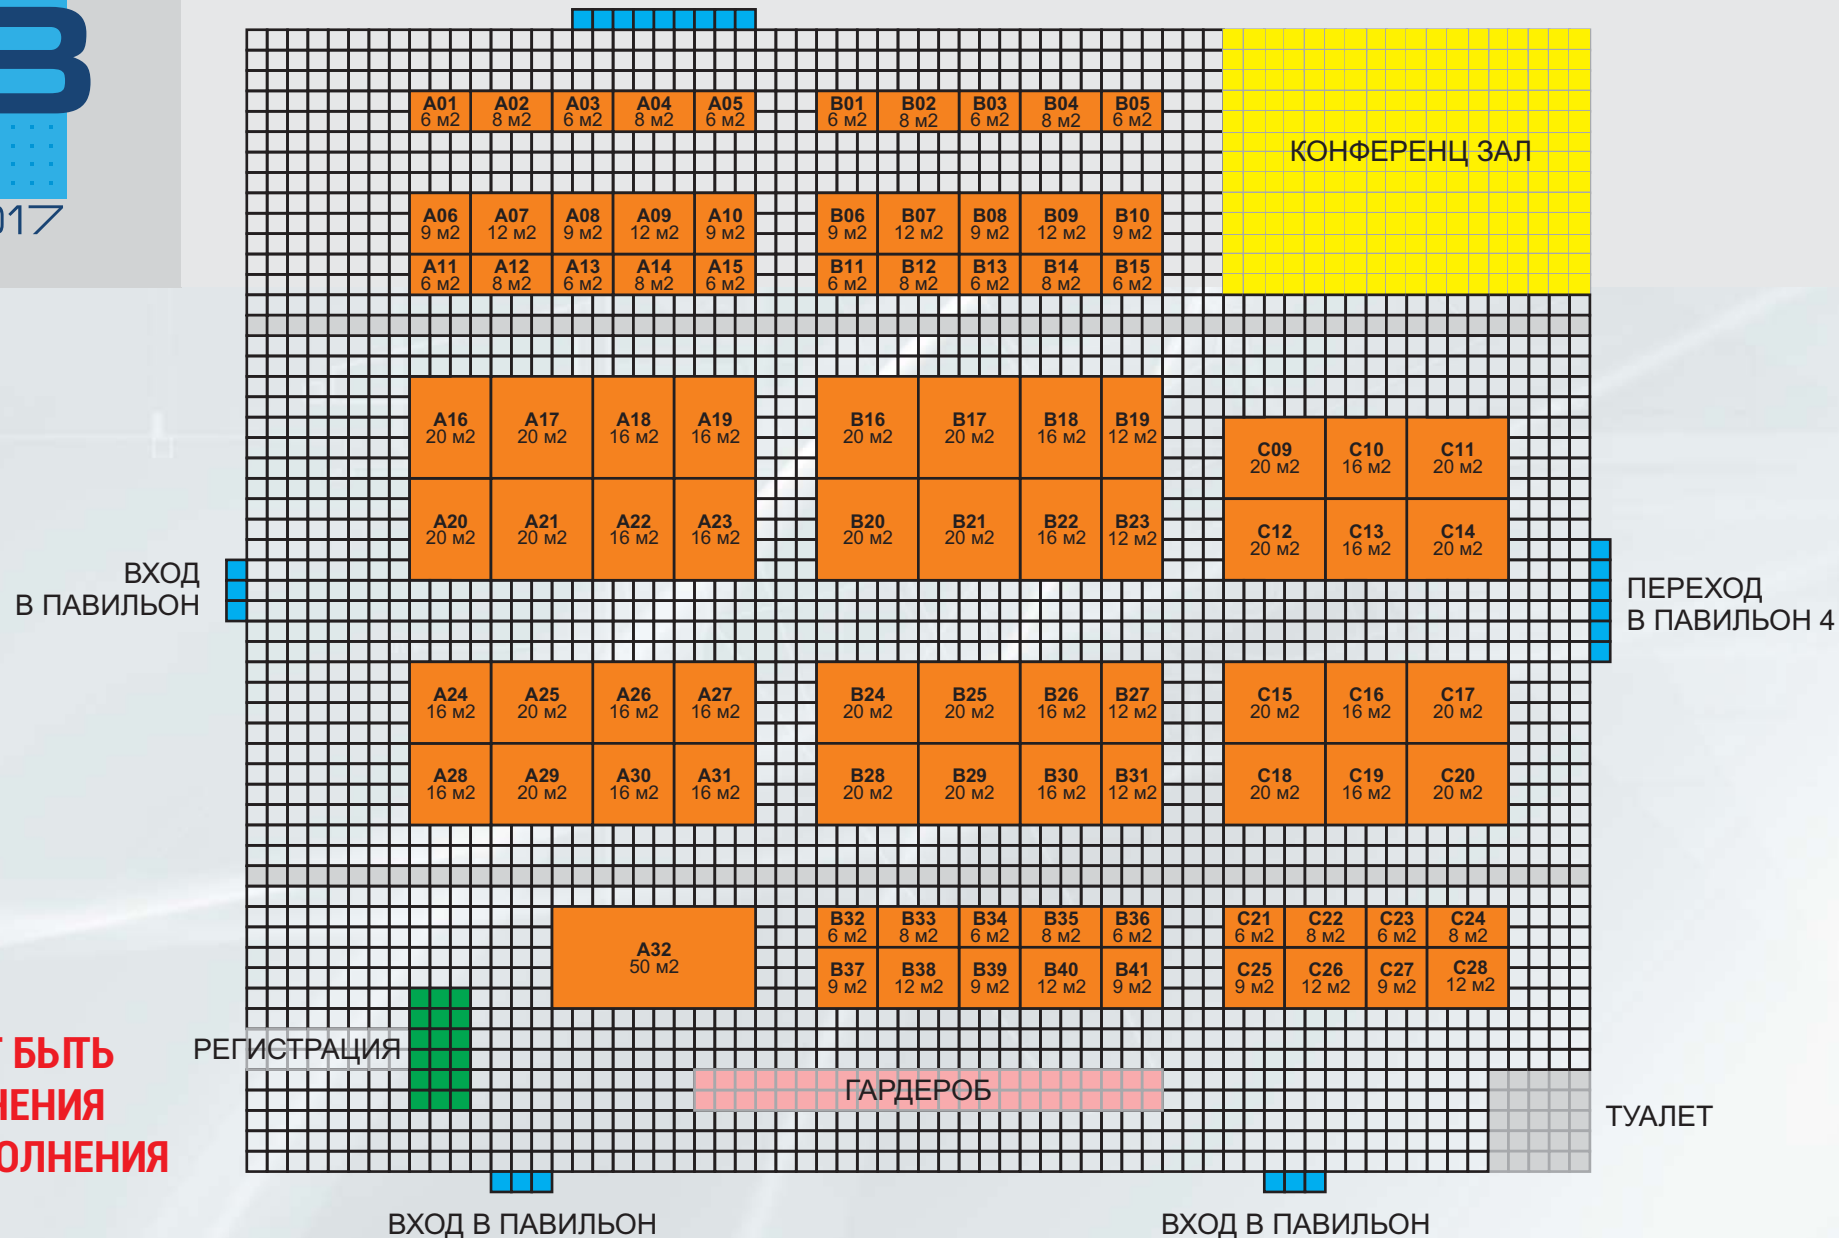 B
017
A01 A02 A03 A04 A05 B01 B02 B03 B04 B05
6 м2 8 м2 6 м2 8 м2 6 м2 6 м2 8 м2 6 м2 8 м2 6 м2
КОНФЕРЕНЦ ЗАЛ
A06 A07 A08 A09 A10 B06 B07 B08 B09 B10
9 м2 12 м2 9 м2 12 м2 9 м2 9 м2 12 м2 9 м2 12 м2 9 м2
A11 A12 A13 A14 A15 B11 B12 B13 B14 B15
6 м2 8 м2 6 м2 8 м2 6 м2 6 м2 8 м2 6 м2 8 м2 6 м2
A16 A17 A18 A19 B16 B17 B18 B19
20 м2 20 м2 16 м2 16 м2 20 м2 20 м2 16 м2 12 м2
C09 C10 C11
20 м2 16 м2 20 м2
A20 A21 A22 A23 B20 B21 B22 B23
20 м2 20 м2 16 м2 16 м2 20 м2 20 м2 16 м2 12 м2
C12 C13 C14
20 м2 16 м2 20 м2
ВХОД
В ПАВИЛЬОН
ПЕРЕХОД
В ПАВИЛЬОН 4
A24 A25 A26 A27 B24 B25 B26 B27 C15 C16 C17
16 м2 20 м2 16 м2 16 м2 20 м2 20 м2 16 м2 12 м2 20 м2 16 м2 20 м2
A28 A29 A30 A31 B28 B29 B30 B31 C18 C19 C20
16 м2 20 м2 16 м2 16 м2 20 м2 20 м2 16 м2 12 м2 20 м2 16 м2 20 м2
B32 B33 B34 B35 B36 C21 C22 C23 C24
6 м2 8 м2 6 м2 8 м2 6 м2 6 м2 8 м2 6 м2 8 м2
A32
50 м2
B37 B38 B39 B40 B41 C25 C26 C27 C28
9 м2 12 м2 9 м2 12 м2 9 м2 9 м2 12 м2 9 м2 12 м2
РЕГИСТРАЦИЯ
Т БЫТЬ
НЕНИЯ
ОЛНЕНИЯ
ГАРДЕРОБ
ТУАЛЕТ
ВХОД В ПАВИЛЬОН ВХОД В ПАВИЛЬОН